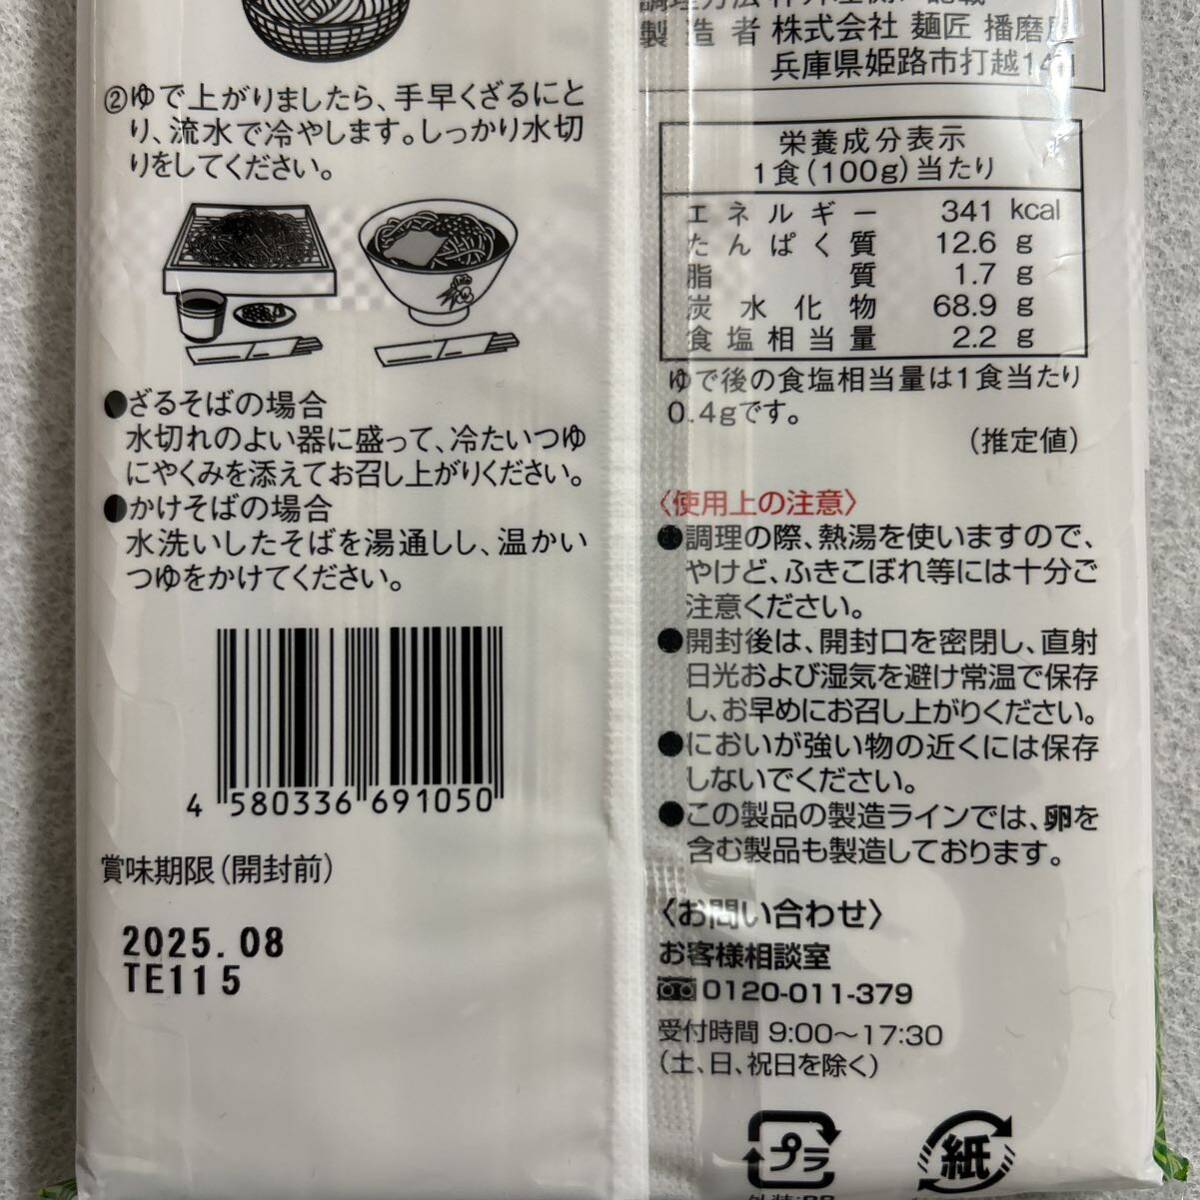 ②ゆで上がりましたら、手早くざるにと
り、流水で冷やします。しっかり水切
りをしてください。
●ざるそばの場合
水切れのよい器に盛って、冷たいつゆ
にやくみを添えてお召し上がりください。
●かけそばの場合
水洗いしたそばを湯通しし、温かい
つゆをかけてください。
4 580336 691050
賞味期限(開封前)
2025.08
TE115
製造者 株式会社 麺匠 播磨
兵庫県姫路市打越
栄養成分表示
1食(100g)当たり
エネルギー 341 kcal
たんぱく質 12.6 g
脂質 1.7 g
炭水化物 68.9 g
食塩相当量 2.2 g
ゆで後の食塩相当量は1食当たり
0.4gです。
(推定値)
〈使用上の注意〉
●調理の際、熱湯を使いますので、
やけど、ふきこぼれ等には十分ご
注意ください。
●開封後は、開封口を密閉し、直射
日光および湿気を避け常温で保存
し、お早めにお召し上がりください。
●においが強い物の近くには保存
しないでください。
●この製品の製造ラインでは、卵を
含む製品も製造しております。
〈お問い合わせ〉
お客様相談室
0120-011-379
受付時間 9:00〜17:30
(土、日、祝日を除く)
プラ
紙